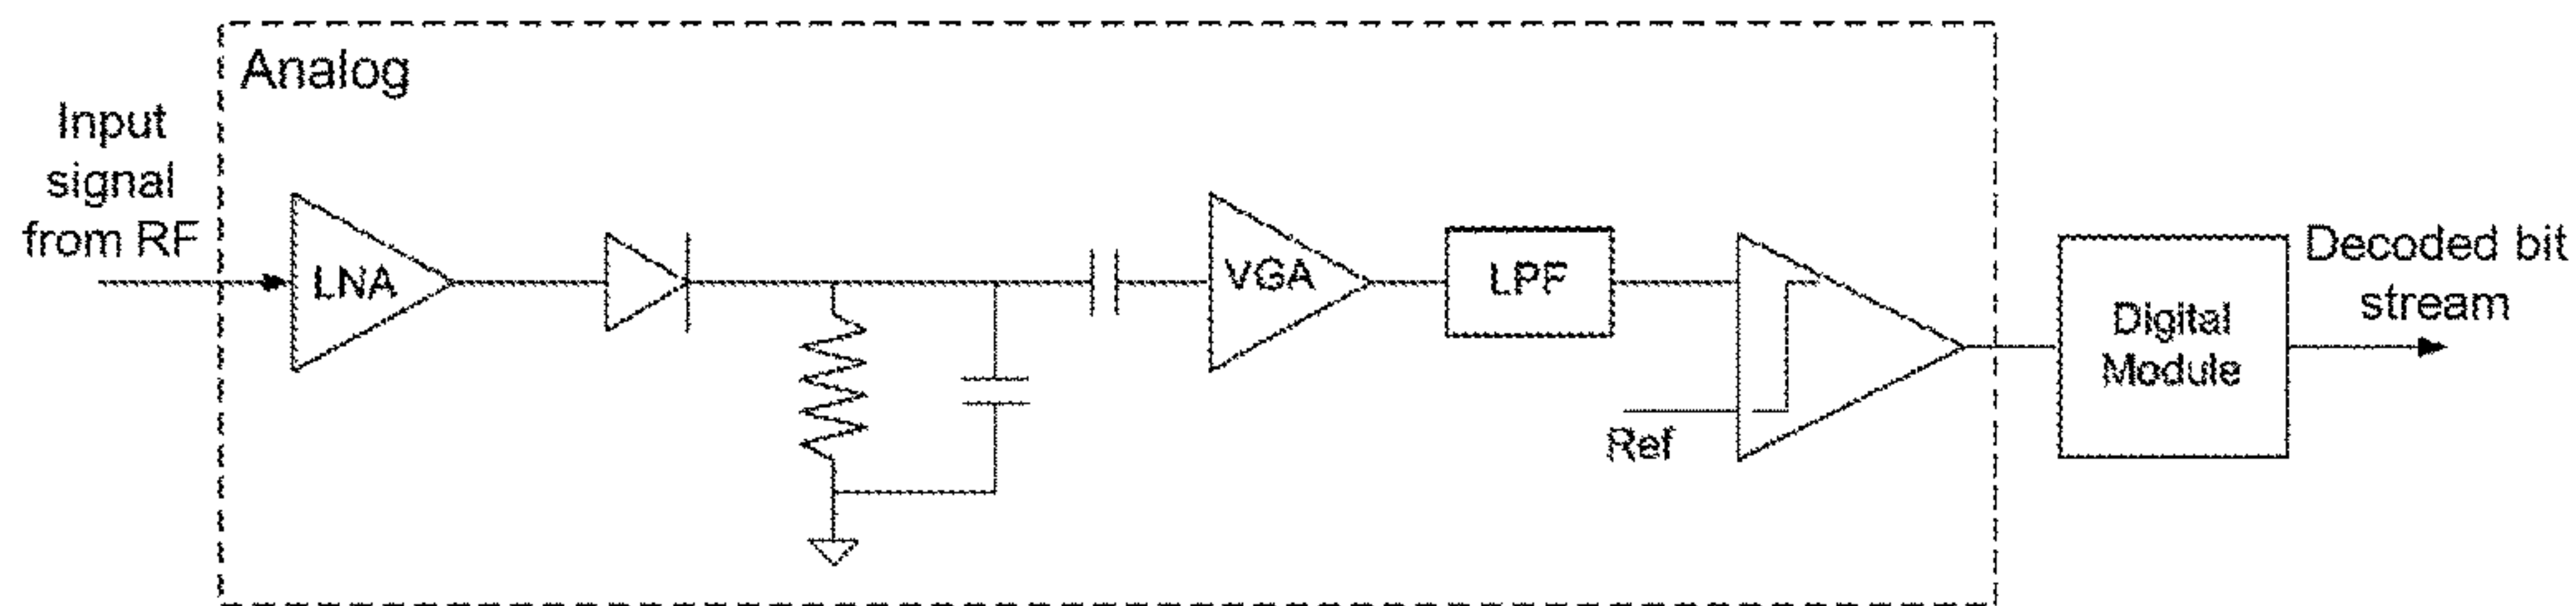 Analog
Input
signal
from RF
LNA
VGA
LPF
Ref
Digital
Module
Decoded bit
stream